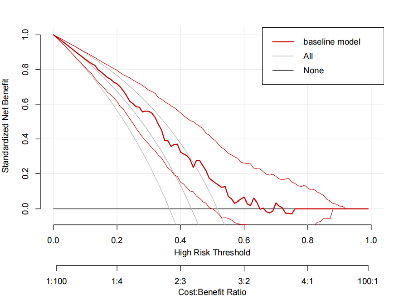 baseline model
All
None
Standardized Net Benefit
1.0
0.8
0.6
0.4
0.2
0.0
0.0 0.2 0.4 0.6 0.8 1.0
High Risk Threshold
1:100 1:4 2:3 3:2 4:1 100:1
Cost:Benefit Ratio